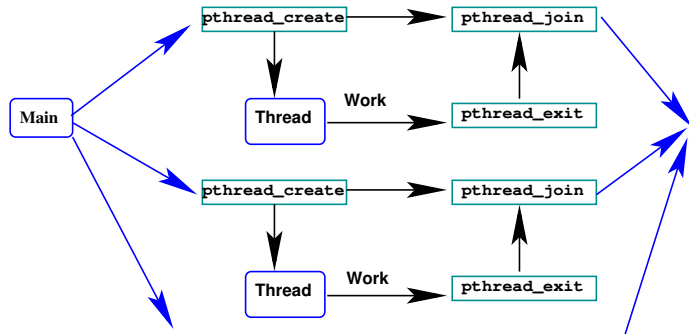 pthread_create
pthread_join
Main
Thread
Work
pthread_exit
pthread_create
pthread_join
Thread
Work
pthread_exit